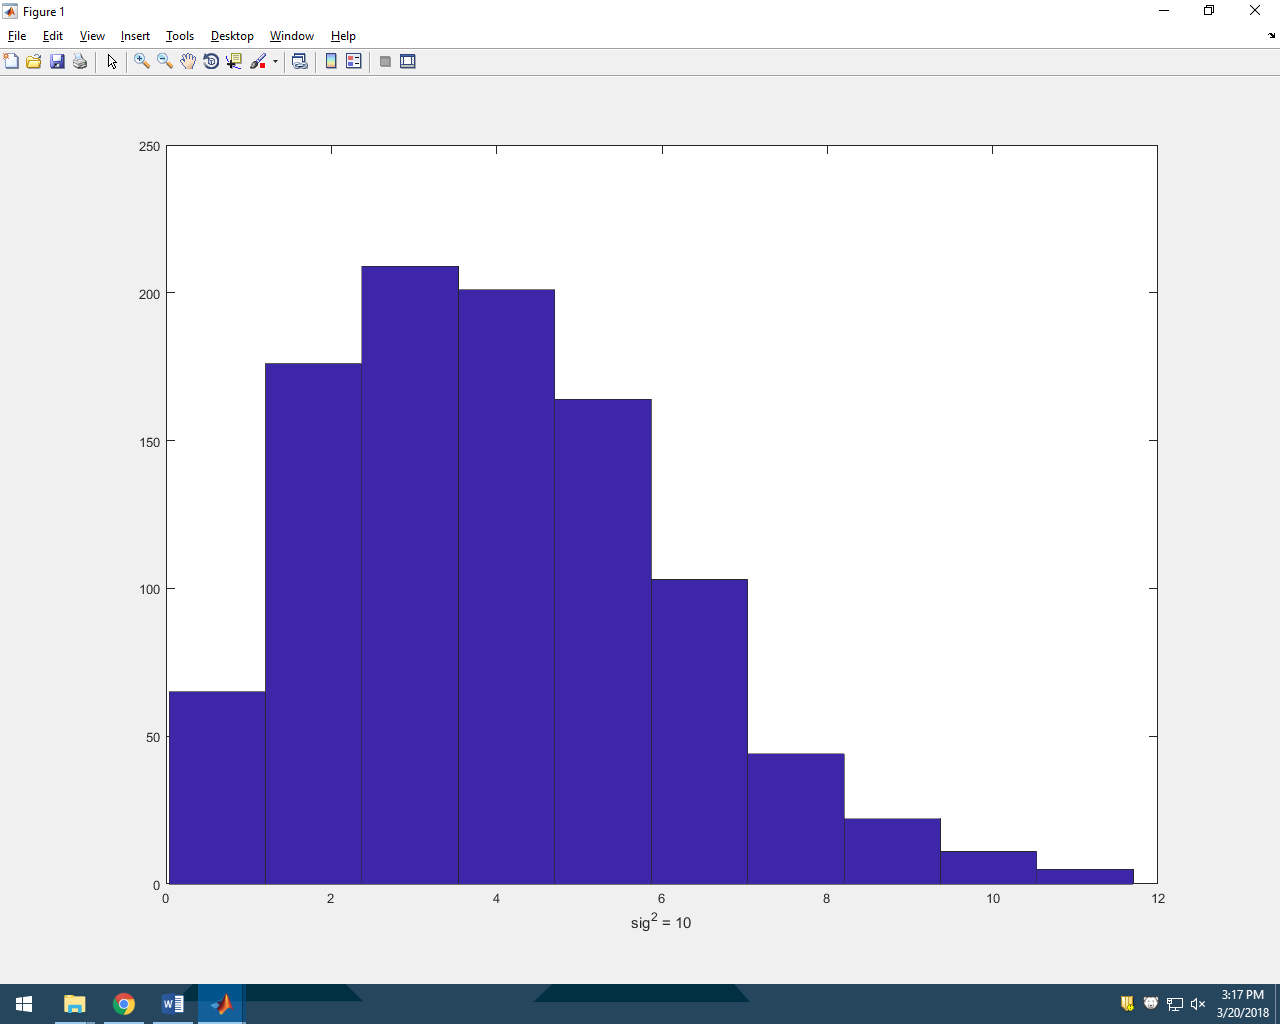 Figure 1
File Edit View Insert Tools Desktop Window Help
250
200
150
100
50
0
0 2 4 6 8 10 12
sig² = 10
3:17 PM
3/20/2018